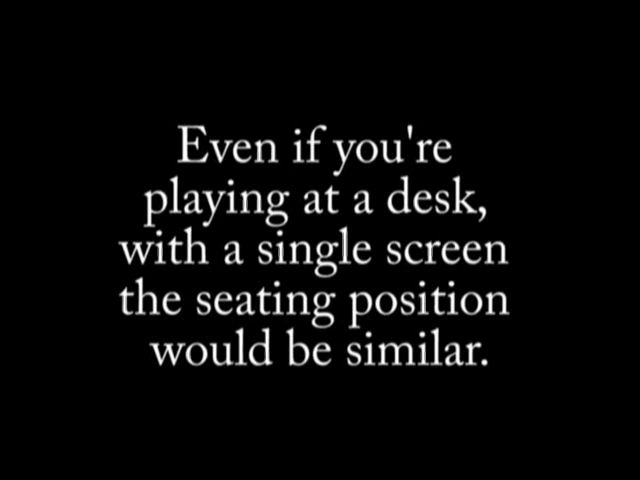 Even if you're
playing at a desk,
with a single screen
the seating position
would be similar.